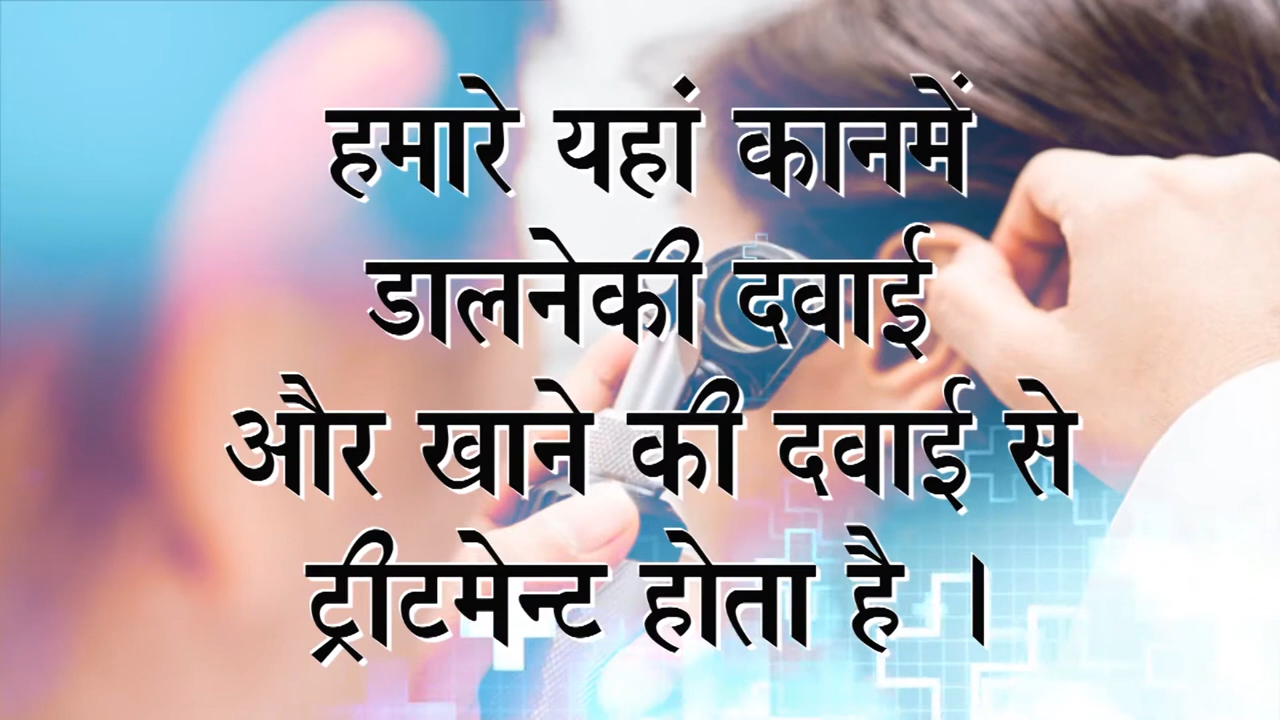 हमारे यहां कानमें
डालनेकी दवाई
और खाने की दवाई से
ट्रीटमेन्ट होता है ।